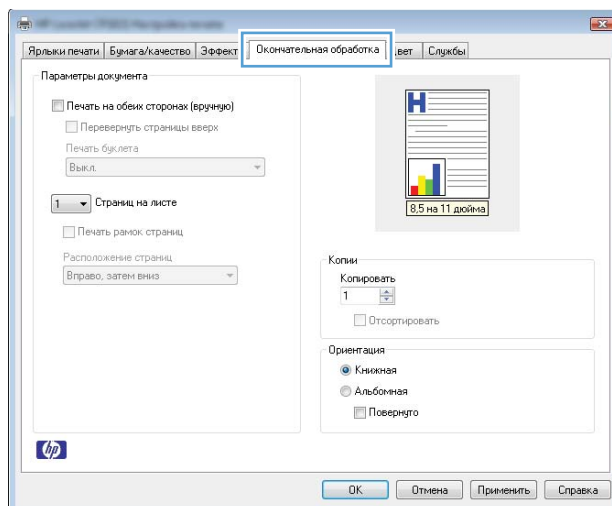 Ярлыки печати Бумага/качество Эффект Окончательная обработка вет Службы
Параметры документа
Печать на обеих сторонах (вручную)
Перевернуть страницы вверх
Печать буклета
Выкл.
1 Страниц на листе
Печать рамок страниц
Расположение страниц
Вправо, затем вниз
H
8,5 на 11 дюйма
Копии
Копировать
1
Отсортировать
Ориентация
Книжная
Альбомная
Повернуто
hp
OK Отмена Применить Справка